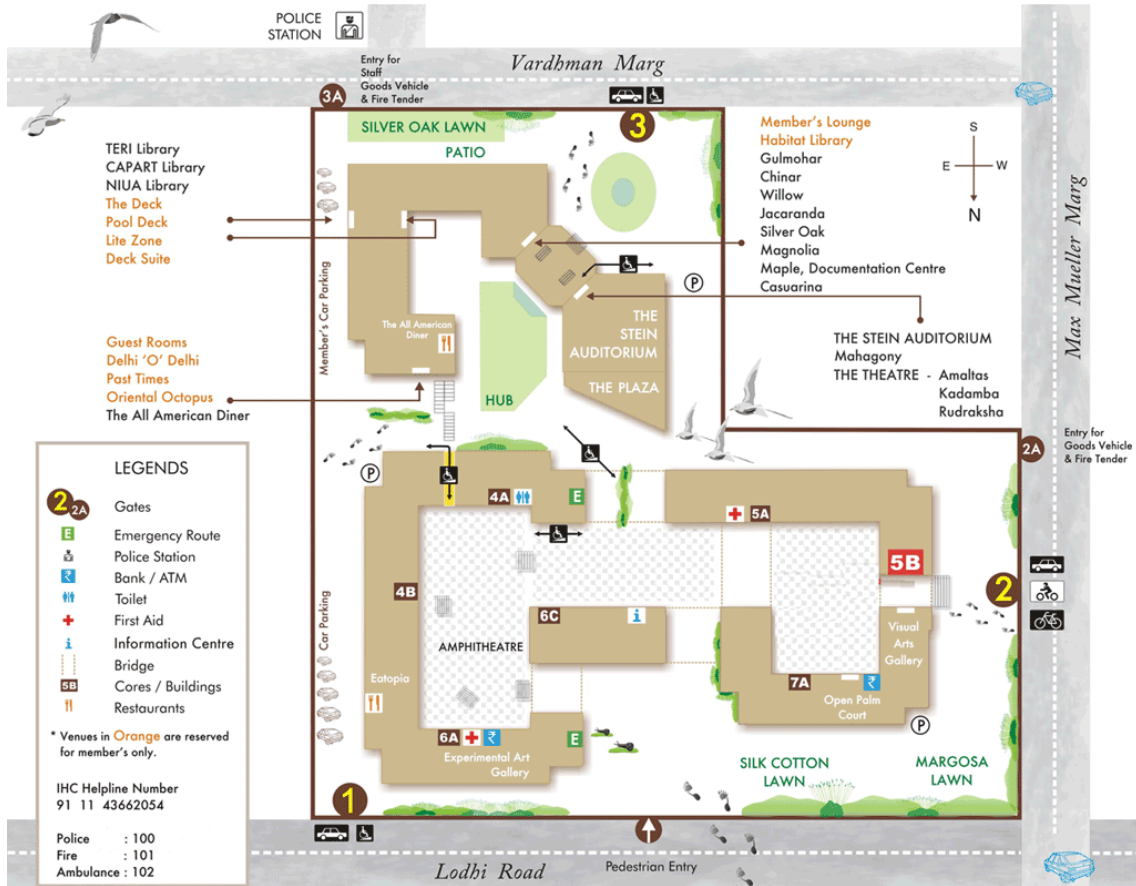 POLICE
STATION
Vardhman Marg
Entry for
Staff
Goods Vehicle
& Fire Tender
3A
3
SILVER OAK LAWN
PATIO
TERI Library
CAPART Library
NIUA Library
The Deck
Pool Deck
Lite Zone
Deck Suite
Member's Lounge
Habitat Library
Gulmohar
Chinar
Willow
Jacaranda
Silver Oak
Magnolia
Maple, Documentation Centre
Casuarina
S
E
W
N
Max Mueller Marg
Member's Car Parking
P
THE
STEIN
AUDITORIUM
THE PLAZA
The All American
Diner
HUB
THE STEIN AUDITORIUM
Mahagony
THE THEATRE - Amaltas
Kadamba
Rudraksha
Guest Rooms
Delhi 'O' Delhi
Past Times
Oriental Octopus
The All American Diner
2A
Entry for
Goods Vehicle
& Fire Tender
LEGENDS
2
2A
Gates
E
Emergency Route
Police Station
₹
Bank / ATM
Toilet
First Aid
i
Information Centre
Bridge
5B
Cores / Buildings
Restaurants
* Venues in Orange are reserved
for member's only.
IHC Helpline Number
91 11 43662054
Police : 100
Fire : 101
Ambulance : 102
P
4A
E
5A
5B
2
4B
6C
i
AMPHITHEATRE
Car Parking
Visual
Arts
Gallery
7A
₹
Open Palm
Court
P
Eatopia
6A
₹
E
Experimental Art
Gallery
SILK COTTON
LAWN
MARGOSA
LAWN
1
Lodhi Road
Pedestrian Entry